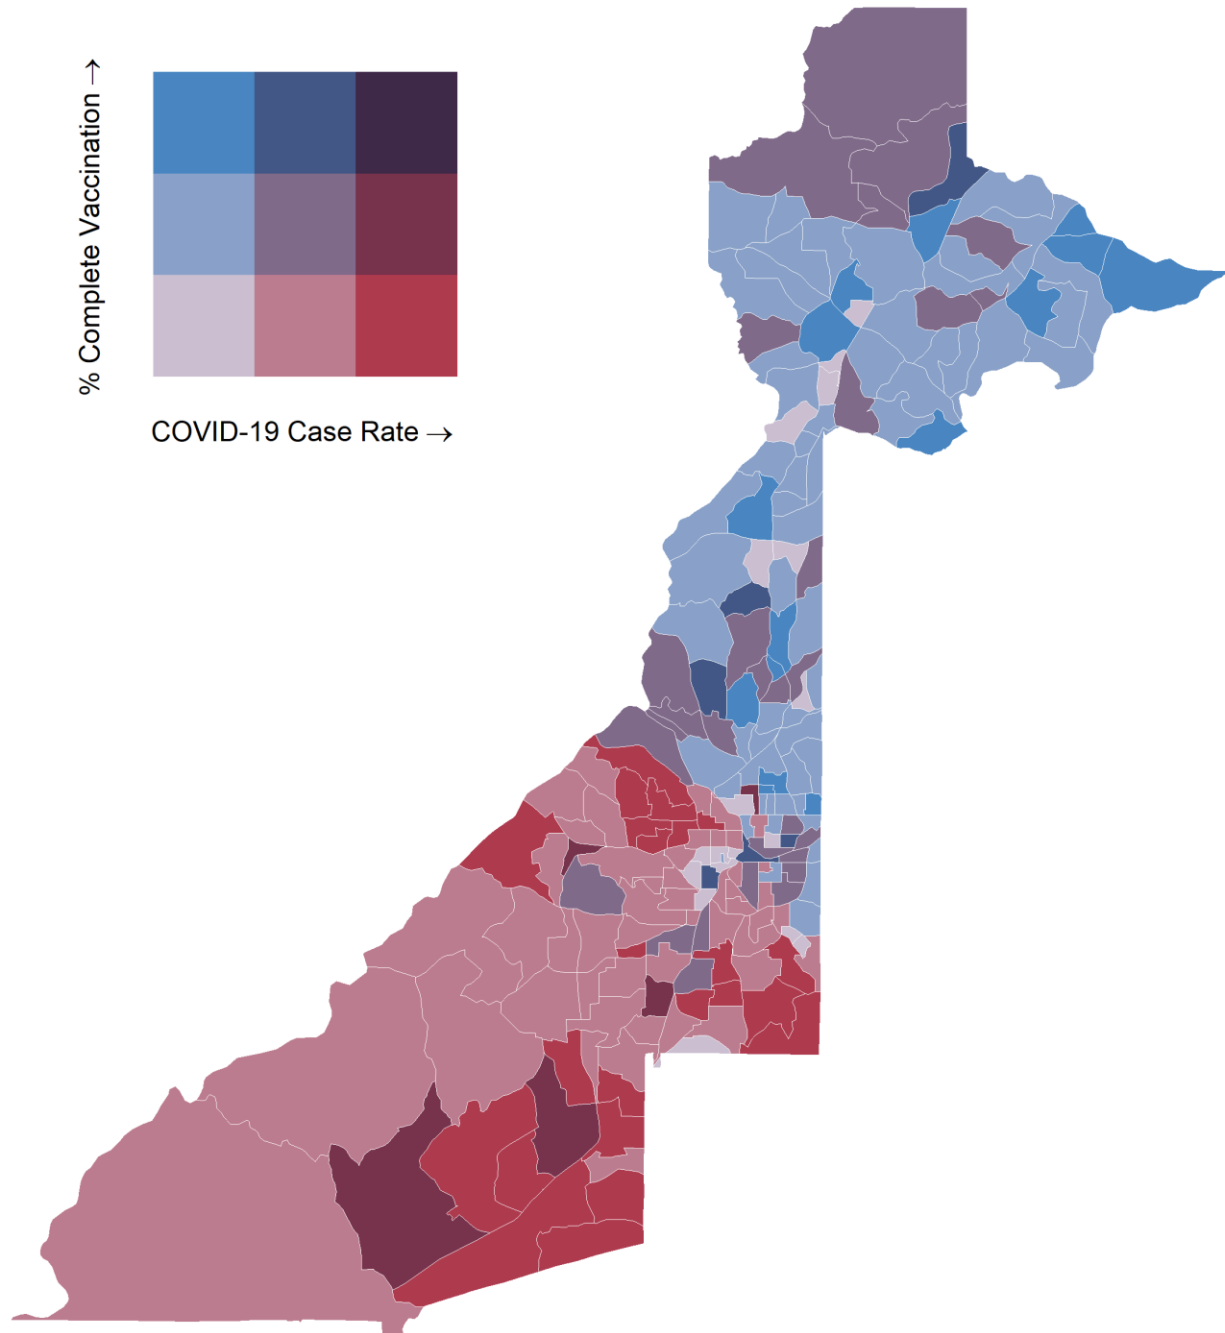 % Complete Vaccination →
COVID-19 Case Rate →